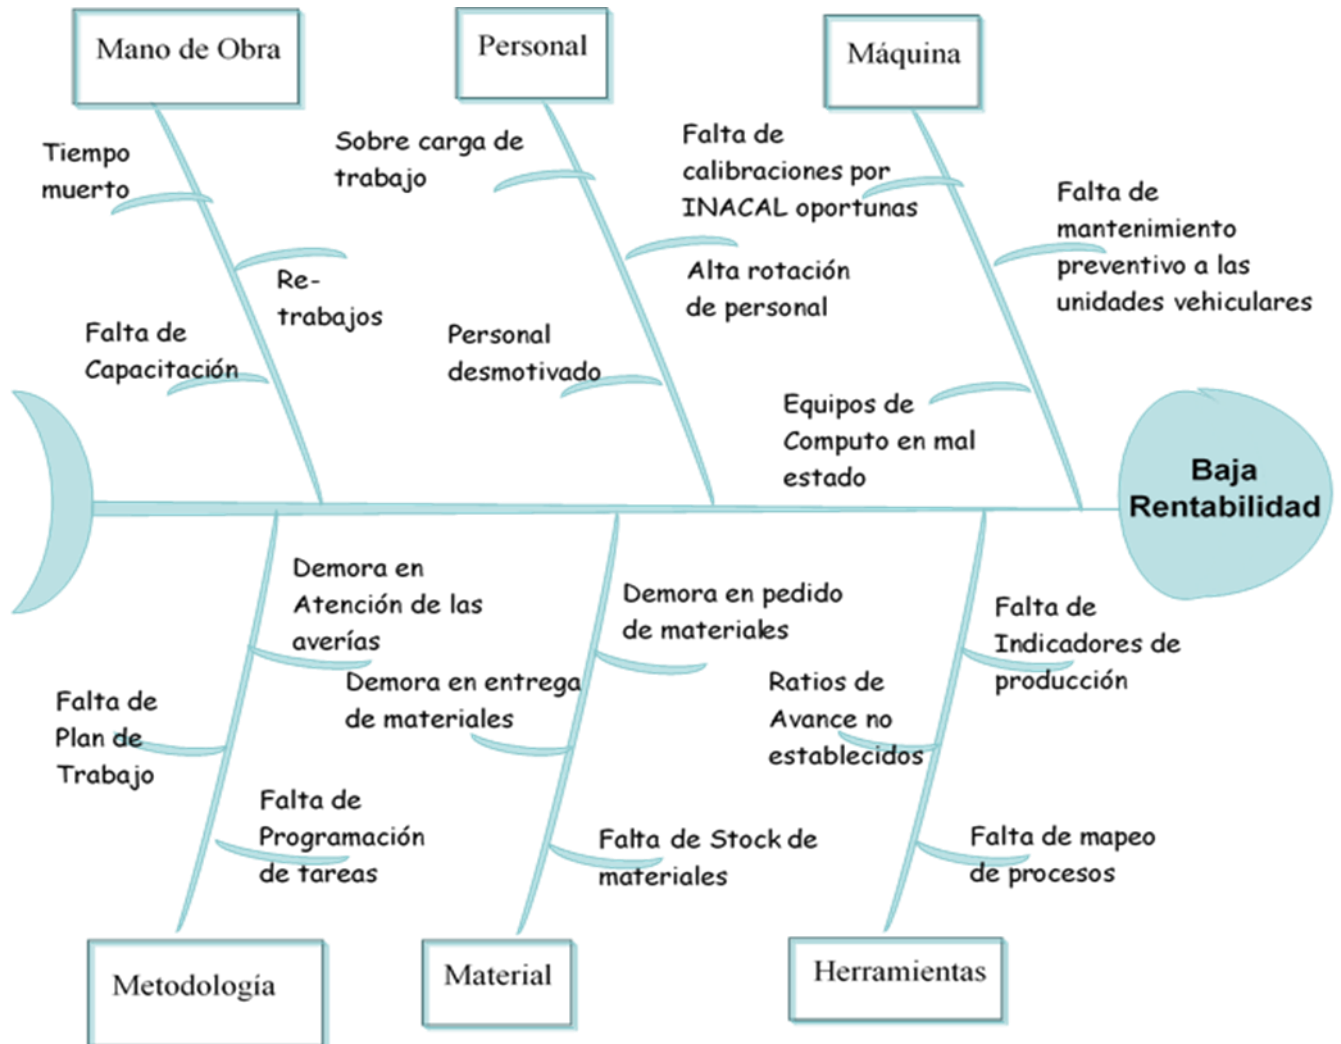 Mano de Obra
Personal
Máquina
Tiempo
muerto
Re-
trabajos
Falta de
Capacitación
Sobre carga de
trabajo
Alta rotación
de personal
Personal
desmotivado
Falta de
calibraciones por
INACAL oportunas
Falta de
mantenimiento
preventivo a las
unidades vehiculares
Equipos de
Computo en mal
estado
Baja
Rentabilidad
Demora en
Atención de las
averías
Falta de
Plan de
Trabajo
Falta de
Programación
de tareas
Demora en pedido
de materiales
Demora en entrega
de materiales
Falta de Stock de
materiales
Falta de
Indicadores de
producción
Ratios de
Avance no
establecidos
Falta de mapeo
de procesos
Metodología
Material
Herramientas